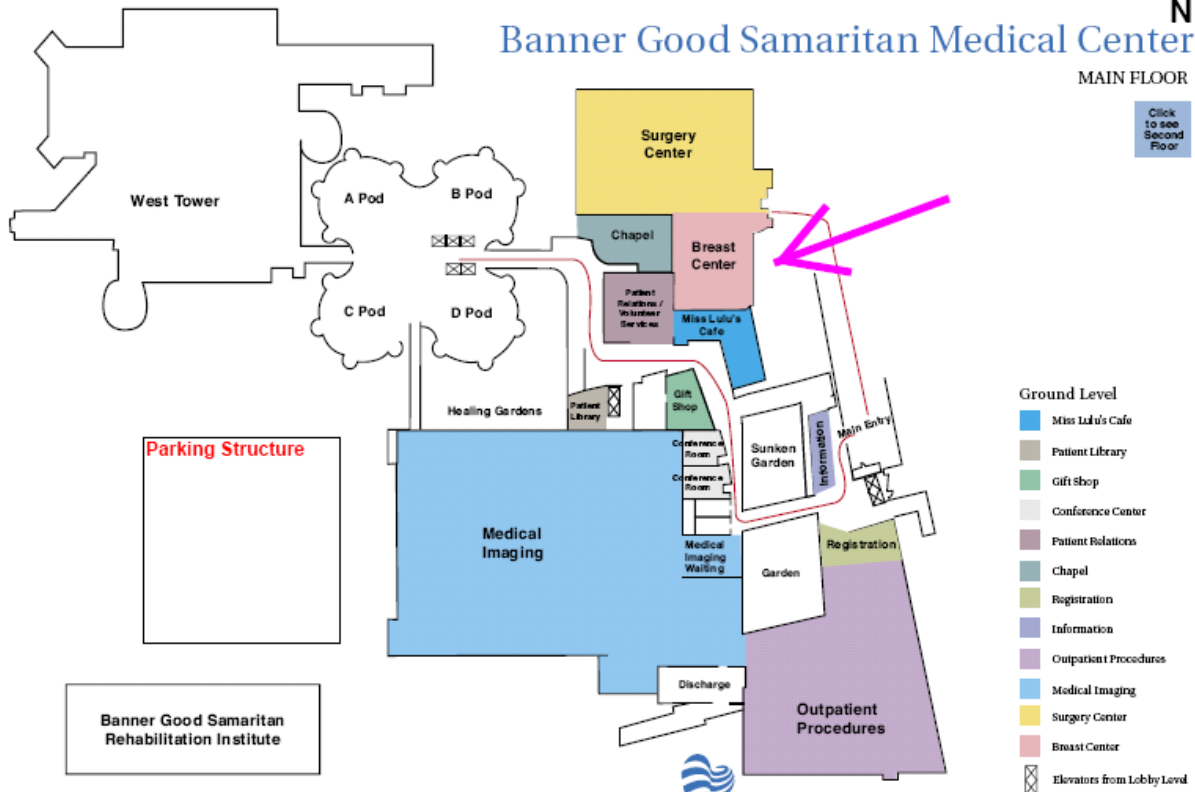 N
Banner Good Samaritan Medical Center
MAIN FLOOR
Click
to see
Second
Floor
Surgery
Center
West Tower
A Pod
B Pod
Chapel
Breast
Center
Patient
Relations /
Volunteer
Services
C Pod
D Pod
Miss Lulu's
Cafe
Healing Gardens
Patient
Library
Gift
Shop
Conference
Room
Conference
Room
Sunken
Garden
Information
Main Entry
Parking Structure
Medical
Imaging
Medical
Imaging
Waiting
Garden
Registration
Discharge
Outpatient
Procedures
Banner Good Samaritan
Rehabilitation Institute
Ground Level
Miss Lulu's Cafe
Patient Library
Gift Shop
Conference Center
Patient Relations
Chapel
Registration
Information
Outpatient Procedures
Medical Imaging
Surgery Center
Breast Center
Elevators from Lobby Level